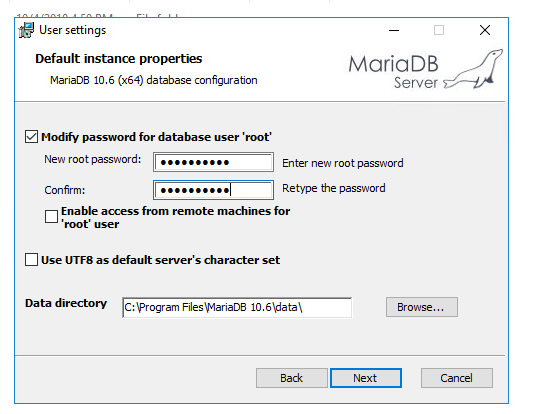 User settings
Default instance properties
MariaDB 10.6 (x64) database configuration
MariaDB
Server
Modify password for database user 'root'
New root password: ●●●●●●●●●● Enter new root password
Confirm: ●●●●●●●●●● Retype the password
Enable access from remote machines for
'root' user
Use UTF8 as default server's character set
Data directory C:\Program Files\MariaDB 10.6\data\ Browse...
Back Next Cancel